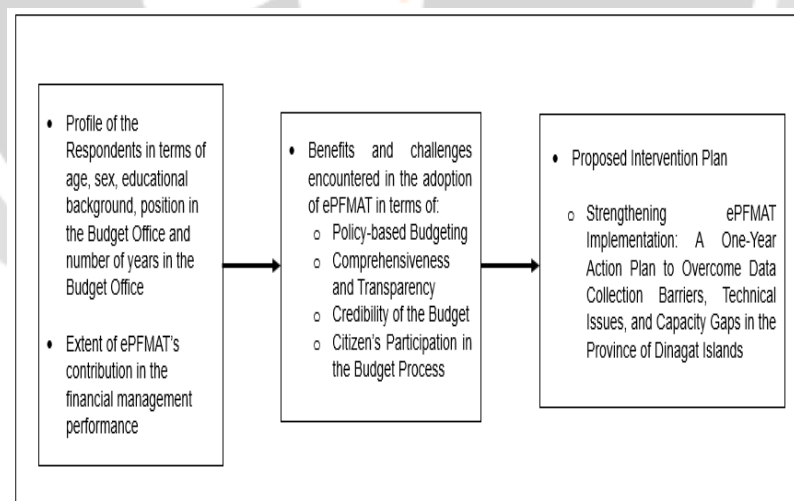 • Profile of the
Respondents in terms of
age, sex, educational
background, position in
the Budget Office and
number of years in the
Budget Office
• Extent of ePFMAT's
contribution in the
financial management
performance
• Benefits and challenges
encountered in the adoption
of ePFMAT in terms of:
o Policy-based Budgeting
o Comprehensiveness
and Transparency
o Credibility of the Budget
o Citizen's Participation in
the Budget Process
• Proposed Intervention Plan
o Strengthening ePFMAT
Implementation: A One-Year
Action Plan to Overcome Data
Collection Barriers, Technical
Issues, and Capacity Gaps in the
Province of Dinagat Islands